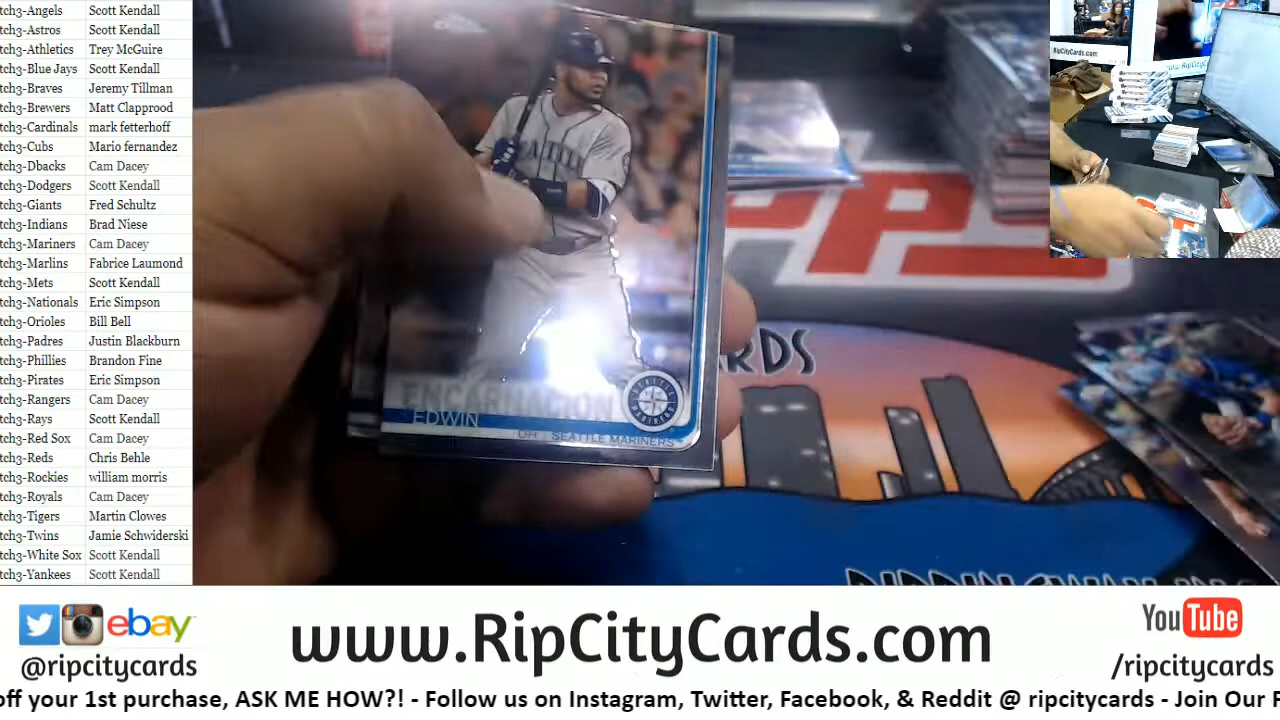 tch3-Angels Scott Kendall
tch3-Astros Scott Kendall
tch3-Athletics Trey McGuire
tch3-Blue Jays Scott Kendall
tch3-Braves Jeremy Tillman
tch3-Brewers Matt Clapprood
tch3-Cardinals mark fetterhoff
tch3-Cubs Mario fernandez
tch3-Dbacks Cam Dacey
tch3-Dodgers Scott Kendall
tch3-Giants Fred Schultz
tch3-Indians Brad Niese
tch3-Mariners Cam Dacey
tch3-Marlins Fabrice Laumond
tch3-Mets Scott Kendall
tch3-Nationals Eric Simpson
tch3-Orioles Bill Bell
tch3-Padres Justin Blackburn
tch3-Phillies Brandon Fine
tch3-Pirates Eric Simpson
tch3-Rangers Cam Dacey
tch3-Rays Scott Kendall
tch3-Red Sox Cam Dacey
tch3-Reds Chris Behle
tch3-Rockies william morris
tch3-Royals Cam Dacey
tch3-Tigers Martin Clowes
tch3-Twins Jamie Schwiderski
tch3-White Sox Scott Kendall
tch3-Yankees Scott Kendall
ENCARNACION
EDWIN
SEATTLE MARINERS
ARDS
RipCityCards.com
ebay
@ripcitycards
www.RipCityCards.com
YouTube
/ripcitycards
off your 1st purchase, ASK ME HOW?! - Follow us on Instagram, Twitter, Facebook, & Reddit @ ripcitycards - Join Our F